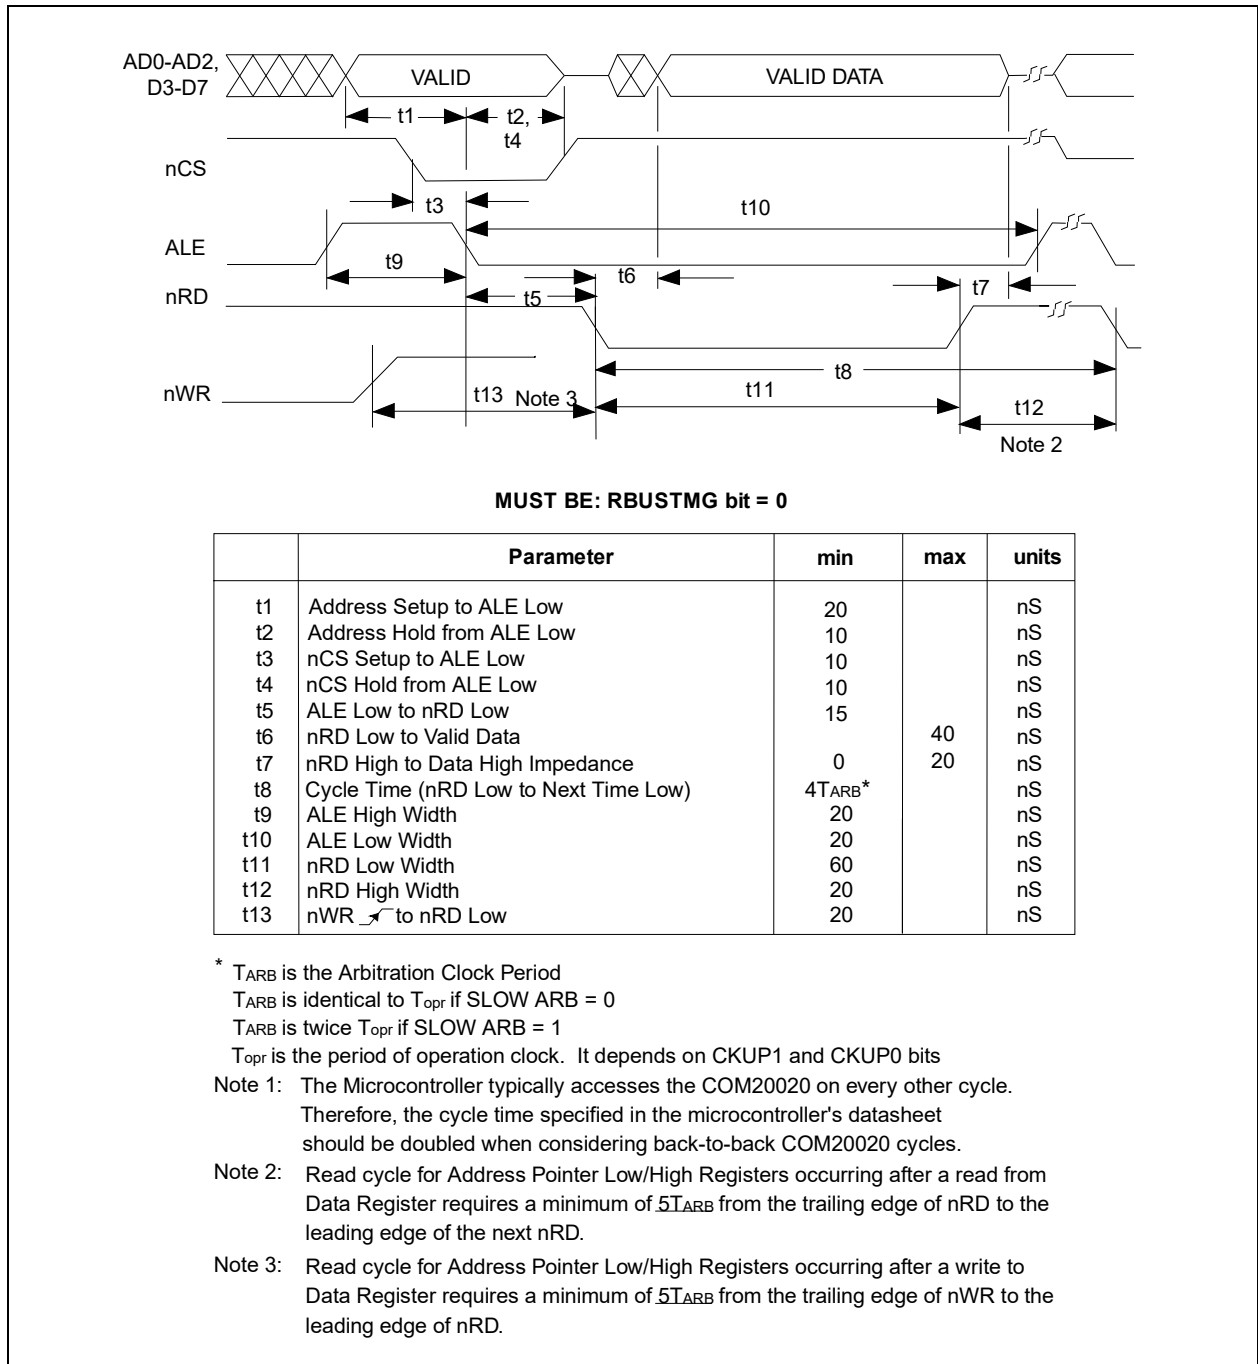 AD0-AD2,
D3-D7
VALID
VALID DATA
t1
t2,
t4
nCS
t3
t10
ALE
t9
t6
nRD
t5
t7
t8
nWR
t13 Note 3
t11
t12
Note 2
MUST BE: RBUSTMG bit = 0
Parameter min max units
t1 Address Setup to ALE Low 20 nS
t2 Address Hold from ALE Low 10 nS
t3 nCS Setup to ALE Low 10 nS
t4 nCS Hold from ALE Low 10 nS
t5 ALE Low to nRD Low 15 nS
t6 nRD Low to Valid Data 40 nS
t7 nRD High to Data High Impedance 0 20 nS
t8 Cycle Time (nRD Low to Next Time Low) 4TARB* nS
t9 ALE High Width 20 nS
t10 ALE Low Width 20 nS
t11 nRD Low Width 60 nS
t12 nRD High Width 20 nS
t13 nWR to nRD Low 20 nS
* TARB is the Arbitration Clock Period
TARB is identical to Topr if SLOW ARB = 0
TARB is twice Topr if SLOW ARB = 1
Topr is the period of operation clock. It depends on CKUP1 and CKUP0 bits
Note 1: The Microcontroller typically accesses the COM20020 on every other cycle.
Therefore, the cycle time specified in the microcontroller's datasheet
should be doubled when considering back-to-back COM20020 cycles.
Note 2: Read cycle for Address Pointer Low/High Registers occurring after a read from
Data Register requires a minimum of 5TARB from the trailing edge of nRD to the
leading edge of the next nRD.
Note 3: Read cycle for Address Pointer Low/High Registers occurring after a write to
Data Register requires a minimum of 5TARB from the trailing edge of nWR to the
leading edge of nRD.